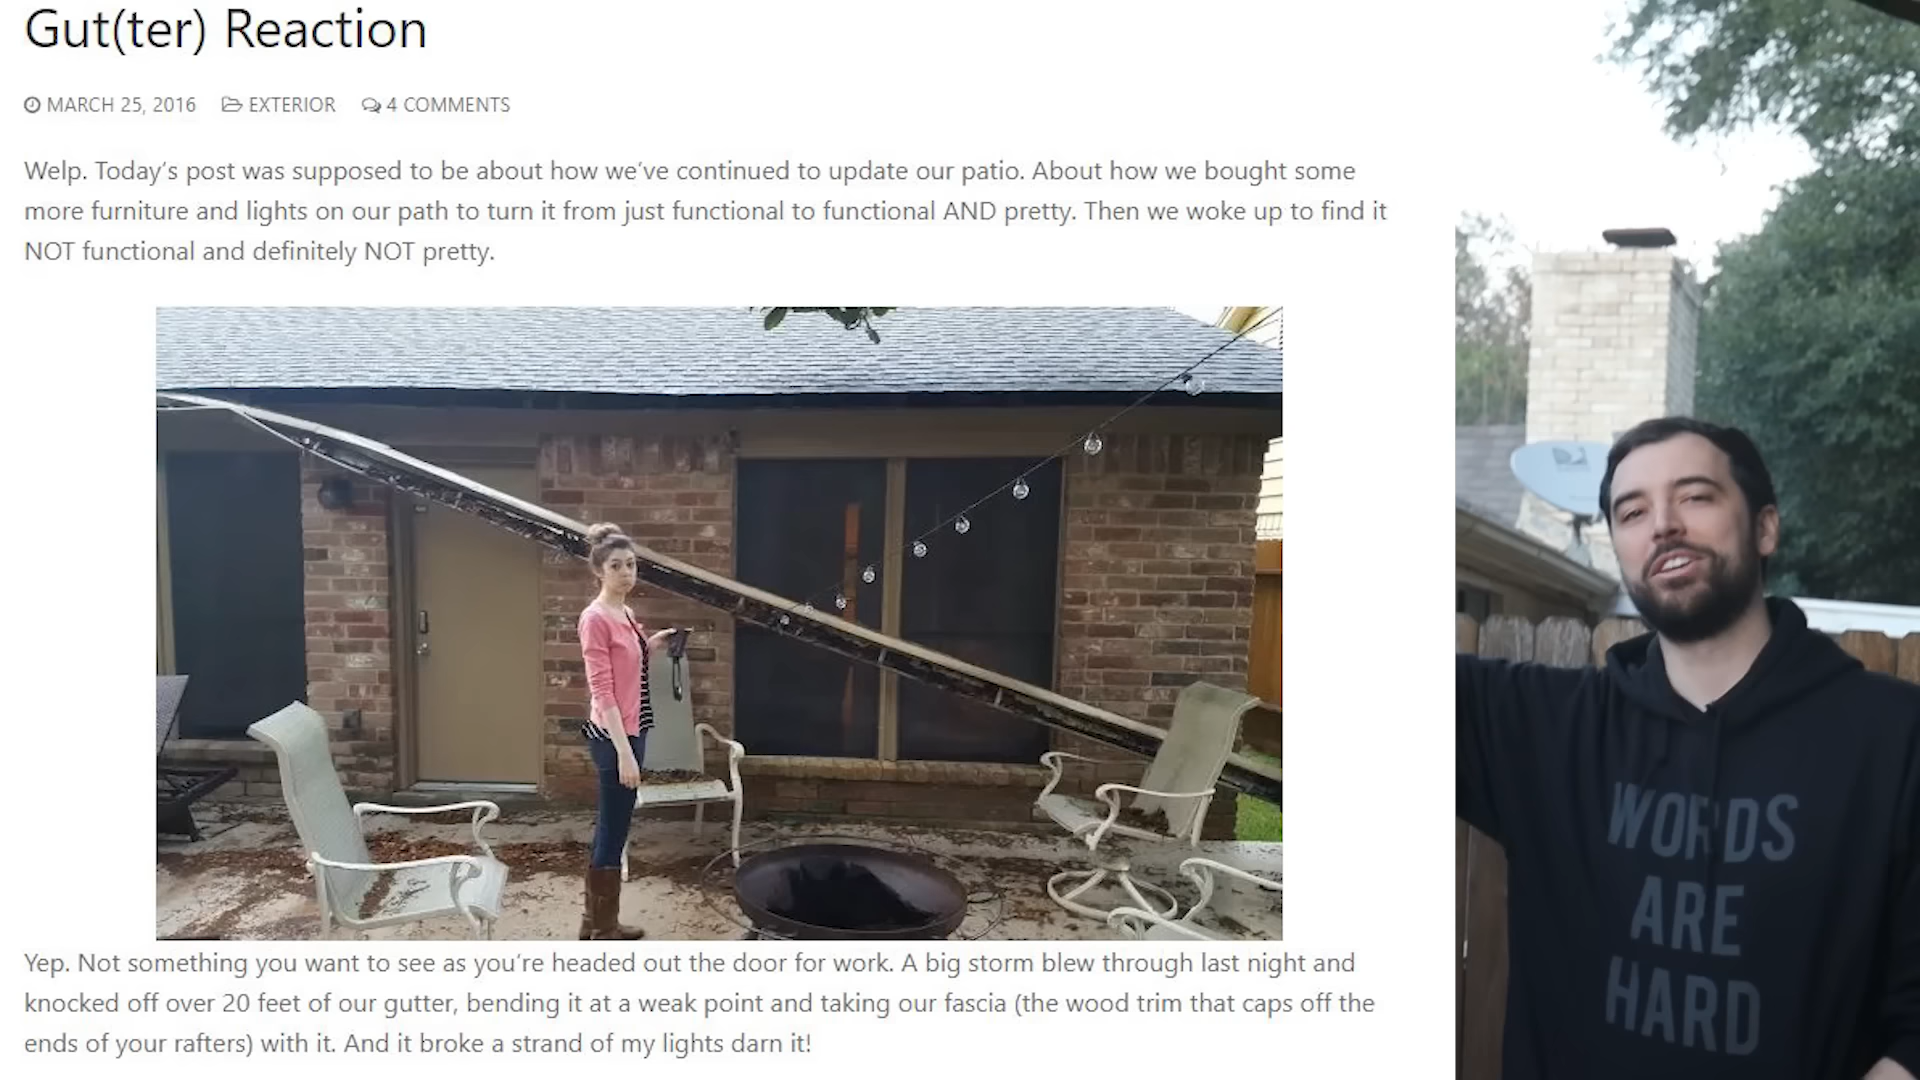 Gut(ter) Reaction
MARCH 25, 2016 EXTERIOR 4 COMMENTS
Welp. Today's post was supposed to be about how we've continued to update our patio. About how we bought some
more furniture and lights on our path to turn it from just functional to functional AND pretty. Then we woke up to find it
NOT functional and definitely NOT pretty.
Yep. Not something you want to see as you're headed out the door for work. A big storm blew through last night and
knocked off over 20 feet of our gutter, bending it at a weak point and taking our fascia (the wood trim that caps off the
ends of your rafters) with it. And it broke a strand of my lights darn it!
WORDS
ARE
HARD